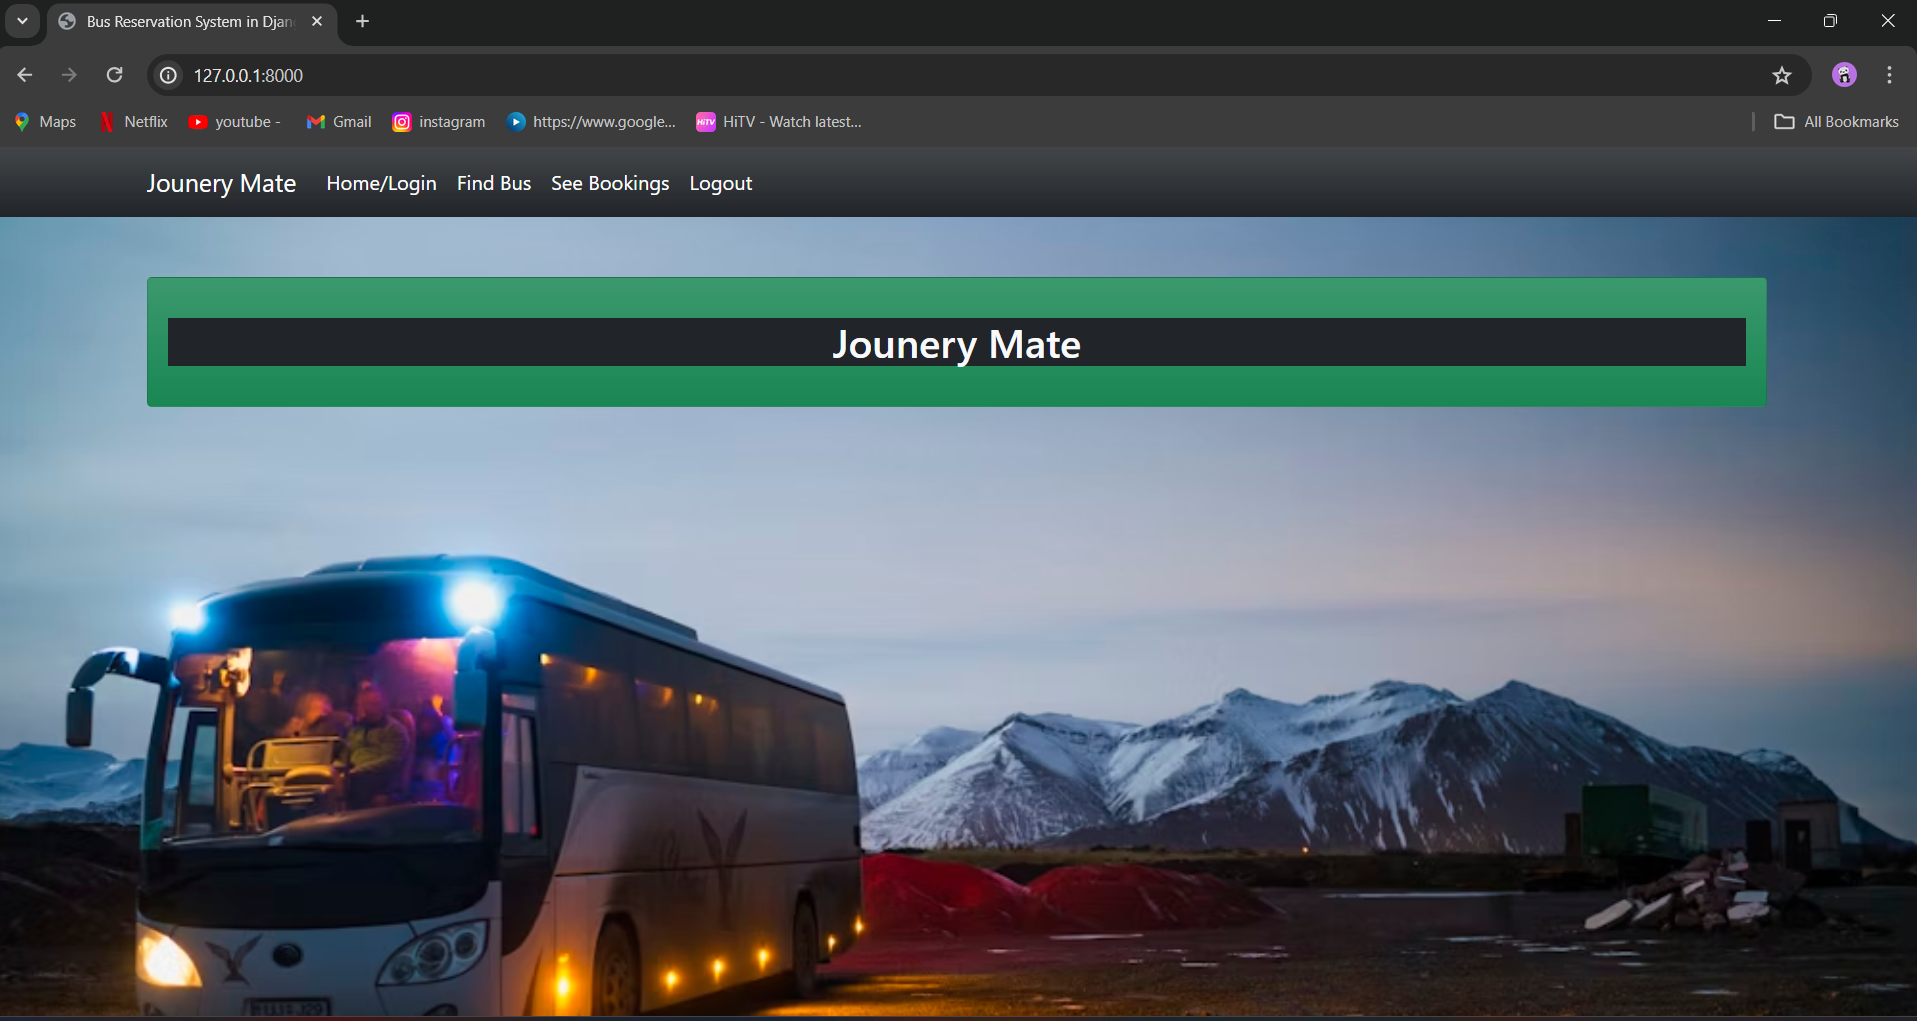 Bus Reservation System in Djan
127.0.0.1:8000
Maps Netflix youtube - Gmail instagram https://www.google... HiTV HiTV - Watch latest... All Bookmarks
Jounery Mate Home/Login Find Bus See Bookings Logout
Jounery Mate